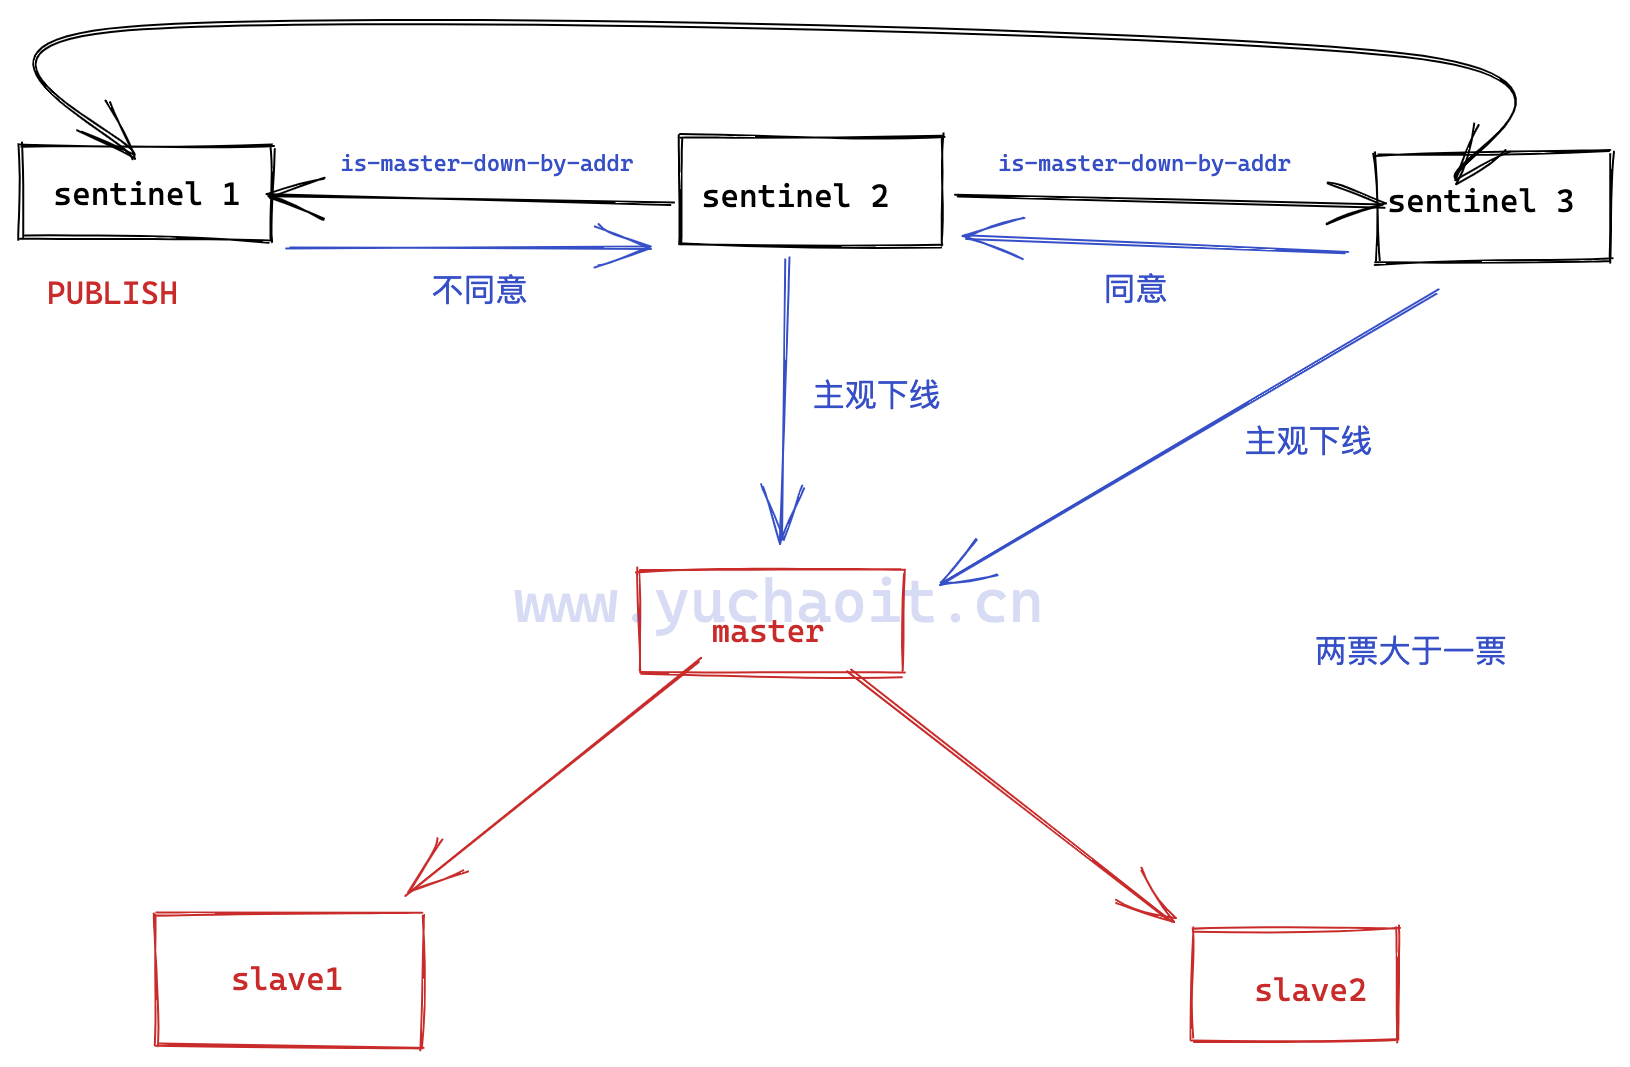 is-master-down-by-addr
is-master-down-by-addr
sentinel 1
sentinel 2
sentinel 3
PUBLISH
不同意
同意
主观下线
主观下线
www.yuchaoit.cn
master
两票大于一票
slave1
slave2